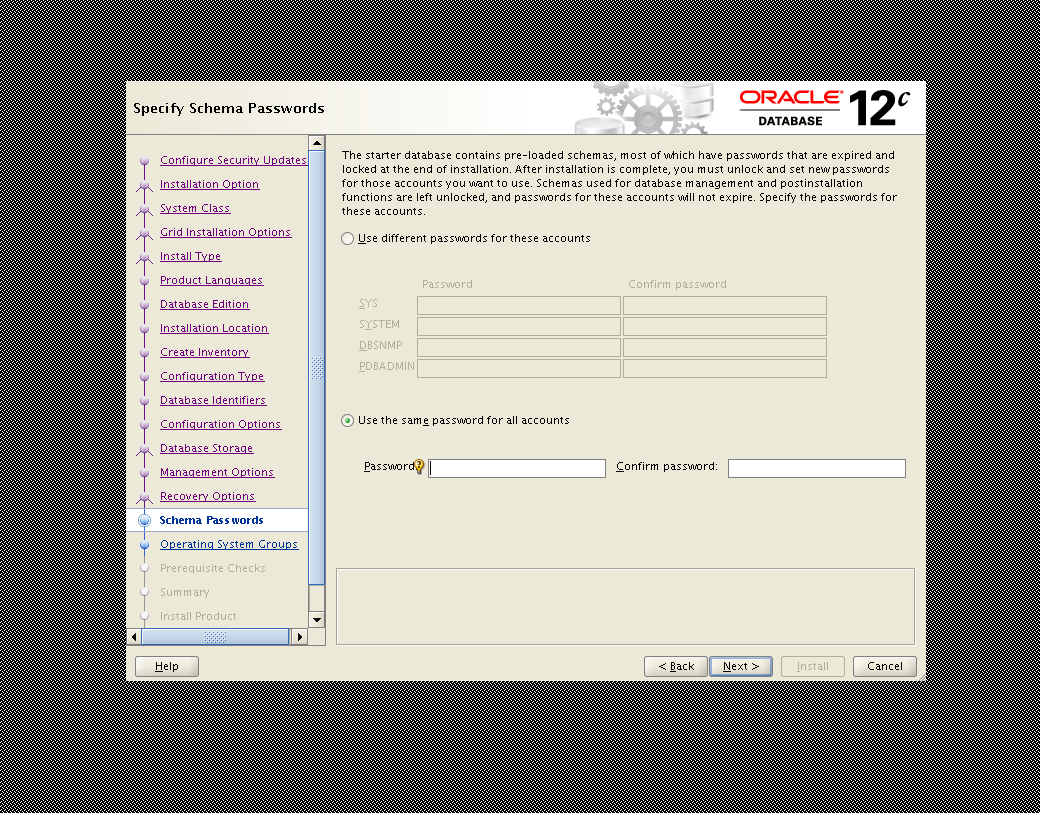 Specify Schema Passwords
ORACLE
DATABASE
12c
Configure Security Updates
Installation Option
System Class
Grid Installation Options
Install Type
Product Languages
Database Edition
Installation Location
Create Inventory
Configuration Type
Database Identifiers
Configuration Options
Database Storage
Management Options
Recovery Options
Schema Passwords
Operating System Groups
Prerequisite Checks
Summary
Install Product
The starter database contains pre-loaded schemas, most of which have passwords that are expired and
locked at the end of installation. After installation is complete, you must unlock and set new passwords
for those accounts you want to use. Schemas used for database management and postinstallation
functions are left unlocked, and passwords for these accounts will not expire. Specify the passwords for
these accounts.
Use different passwords for these accounts
Password Confirm password
SYS
SYSTEM
DBSNMP
PDBADMIN
Use the same password for all accounts
Password Confirm password:
Help < Back Next > Install Cancel